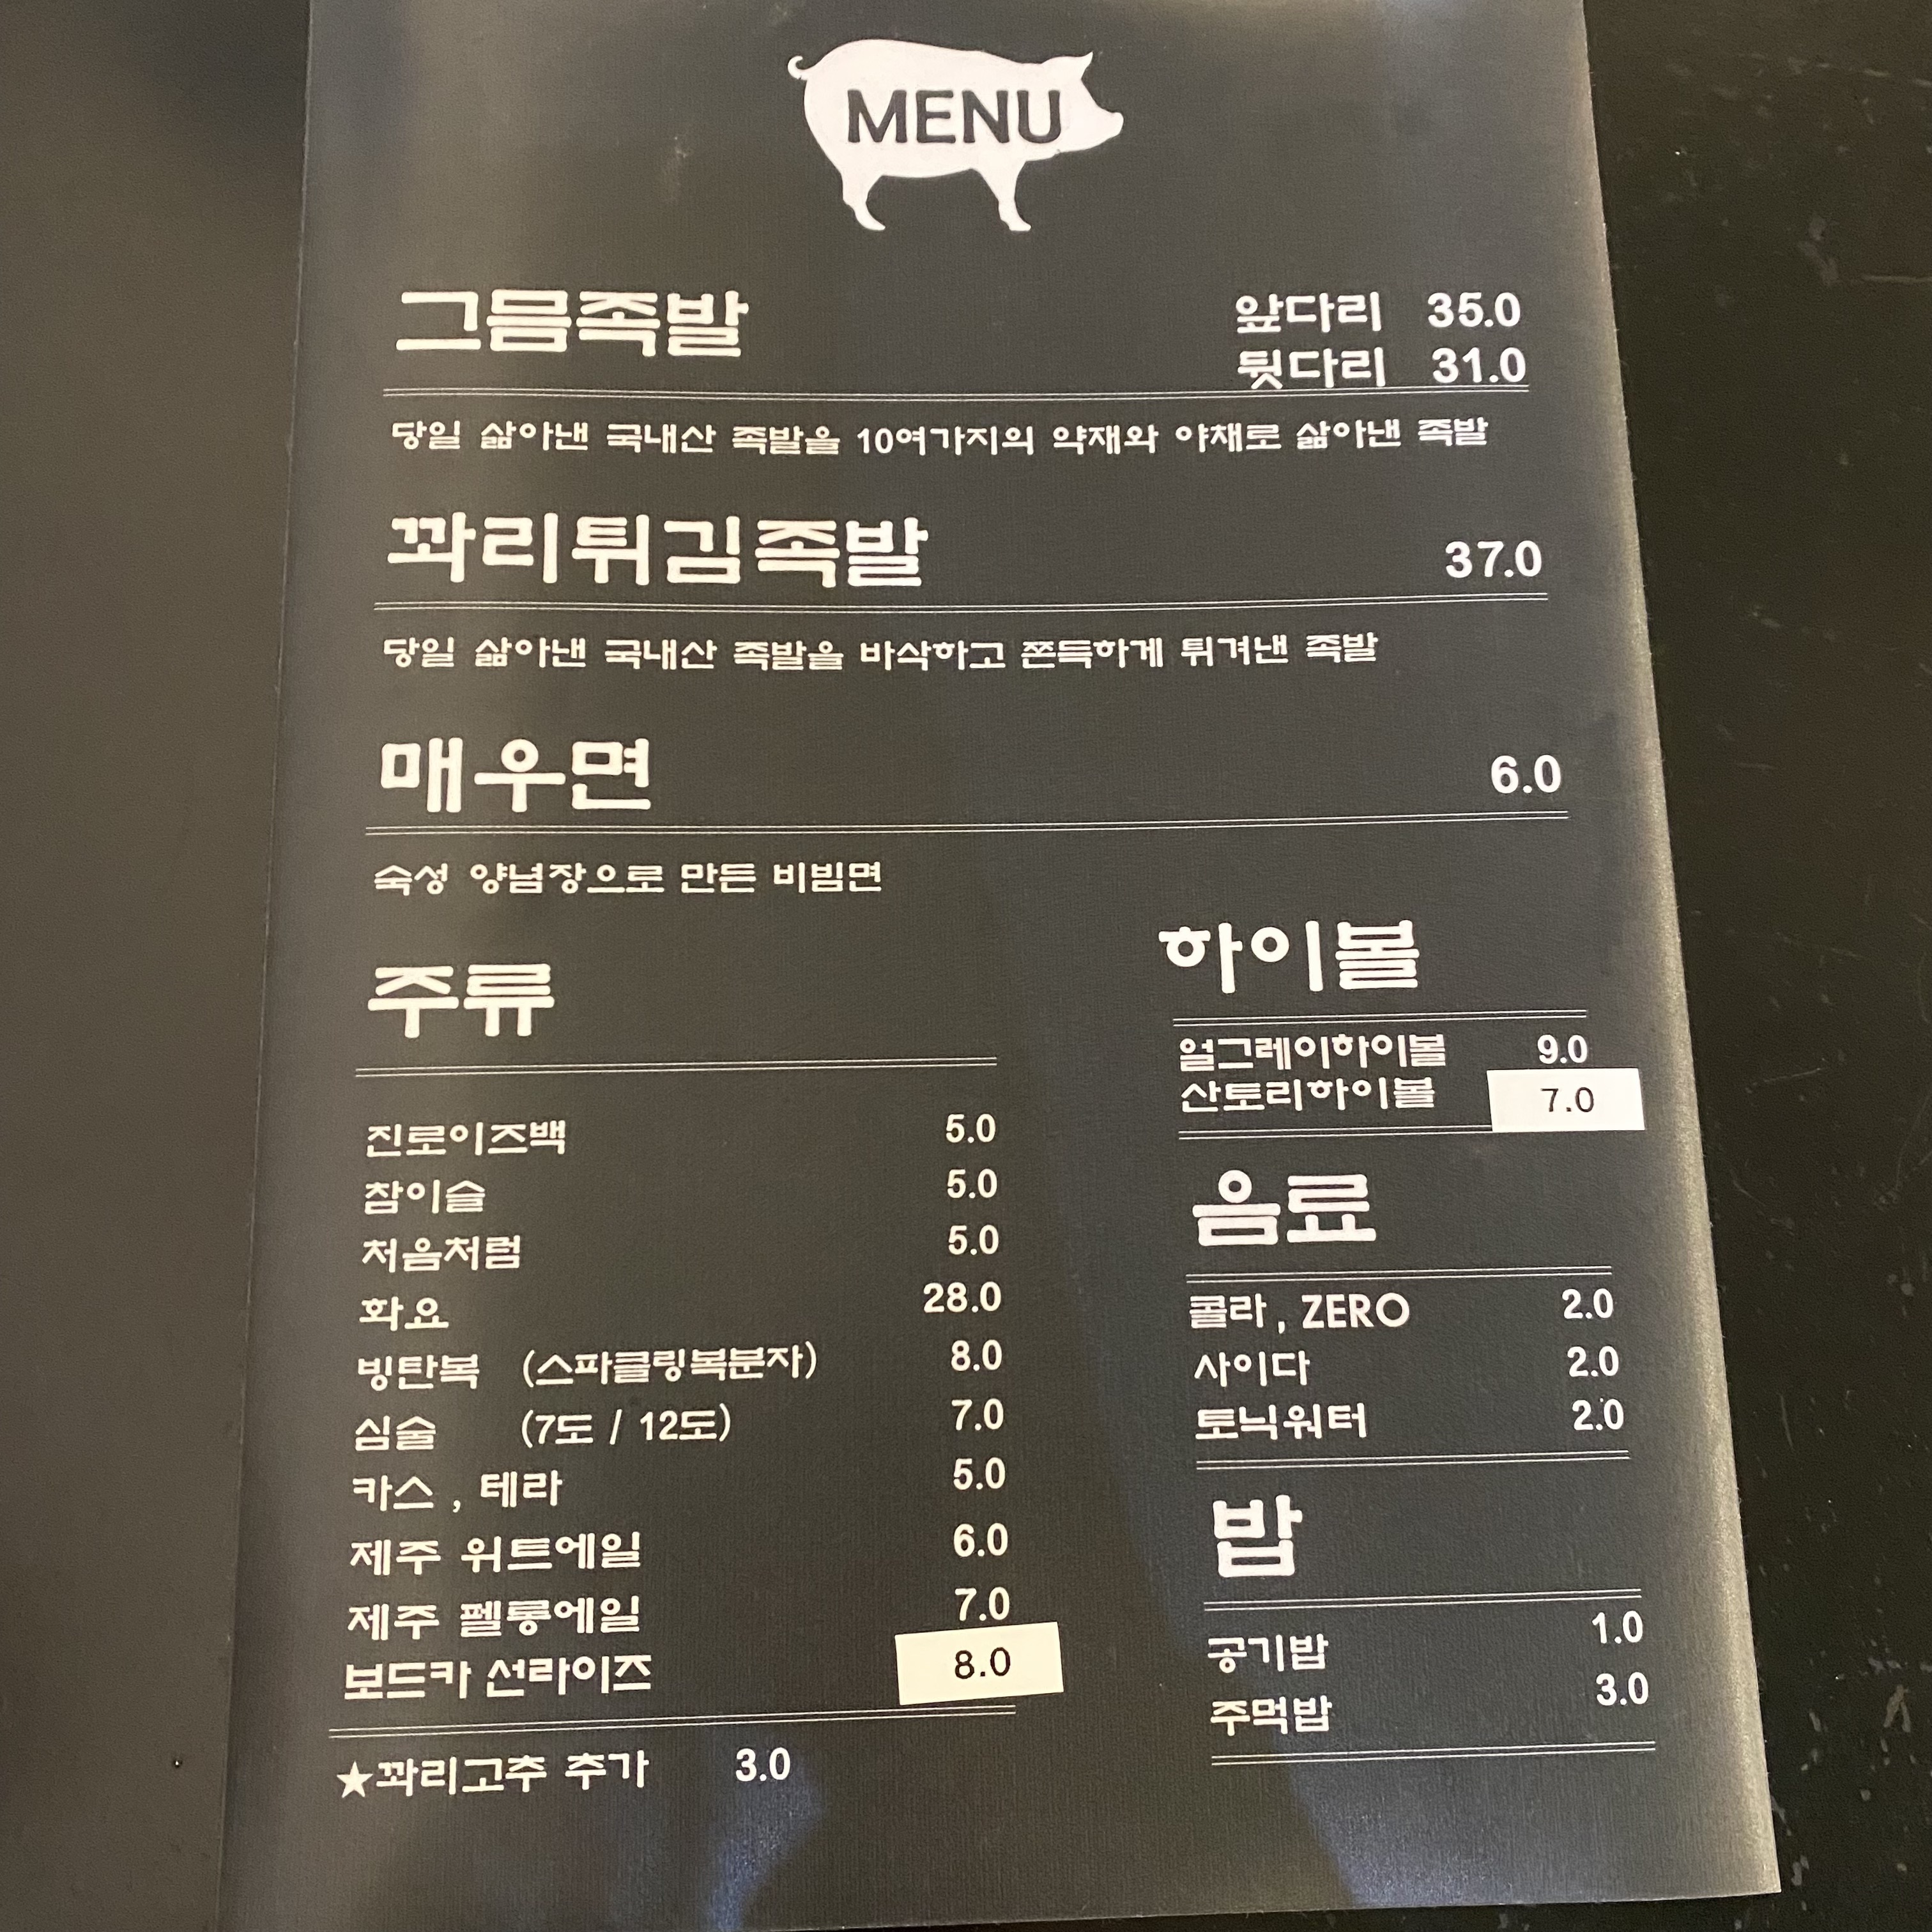 MENU
그믐족발
앞다리 35.0
뒷다리 31.0
당일 삶아낸 국내산 족발을 10여가지의 약재와 야채로 삶아낸 족발
꽈리튀김족발 37.0
당일 삶아낸 국내산 족발을 바삭하고 쫀득하게 튀겨낸 족발
매우면 6.0
숙성 양념장으로 만든 비빔면
주류
진로이즈백 5.0
참이슬 5.0
처음처럼 5.0
화요 28.0
빙탄복 (스파클링복분자) 8.0
심술 (7도 / 12도) 7.0
카스 , 테라 5.0
제주 위트에일 6.0
제주 펠롱에일 7.0
보드카 선라이즈 8.0
★꽈리고추 추가 3.0
하이볼
얼그레이하이볼 9.0
산토리하이볼 7.0
음료
콜라 , ZERO 2.0
사이다 2.0
토닉워터 2.0
밥
공기밥 1.0
주먹밥 3.0